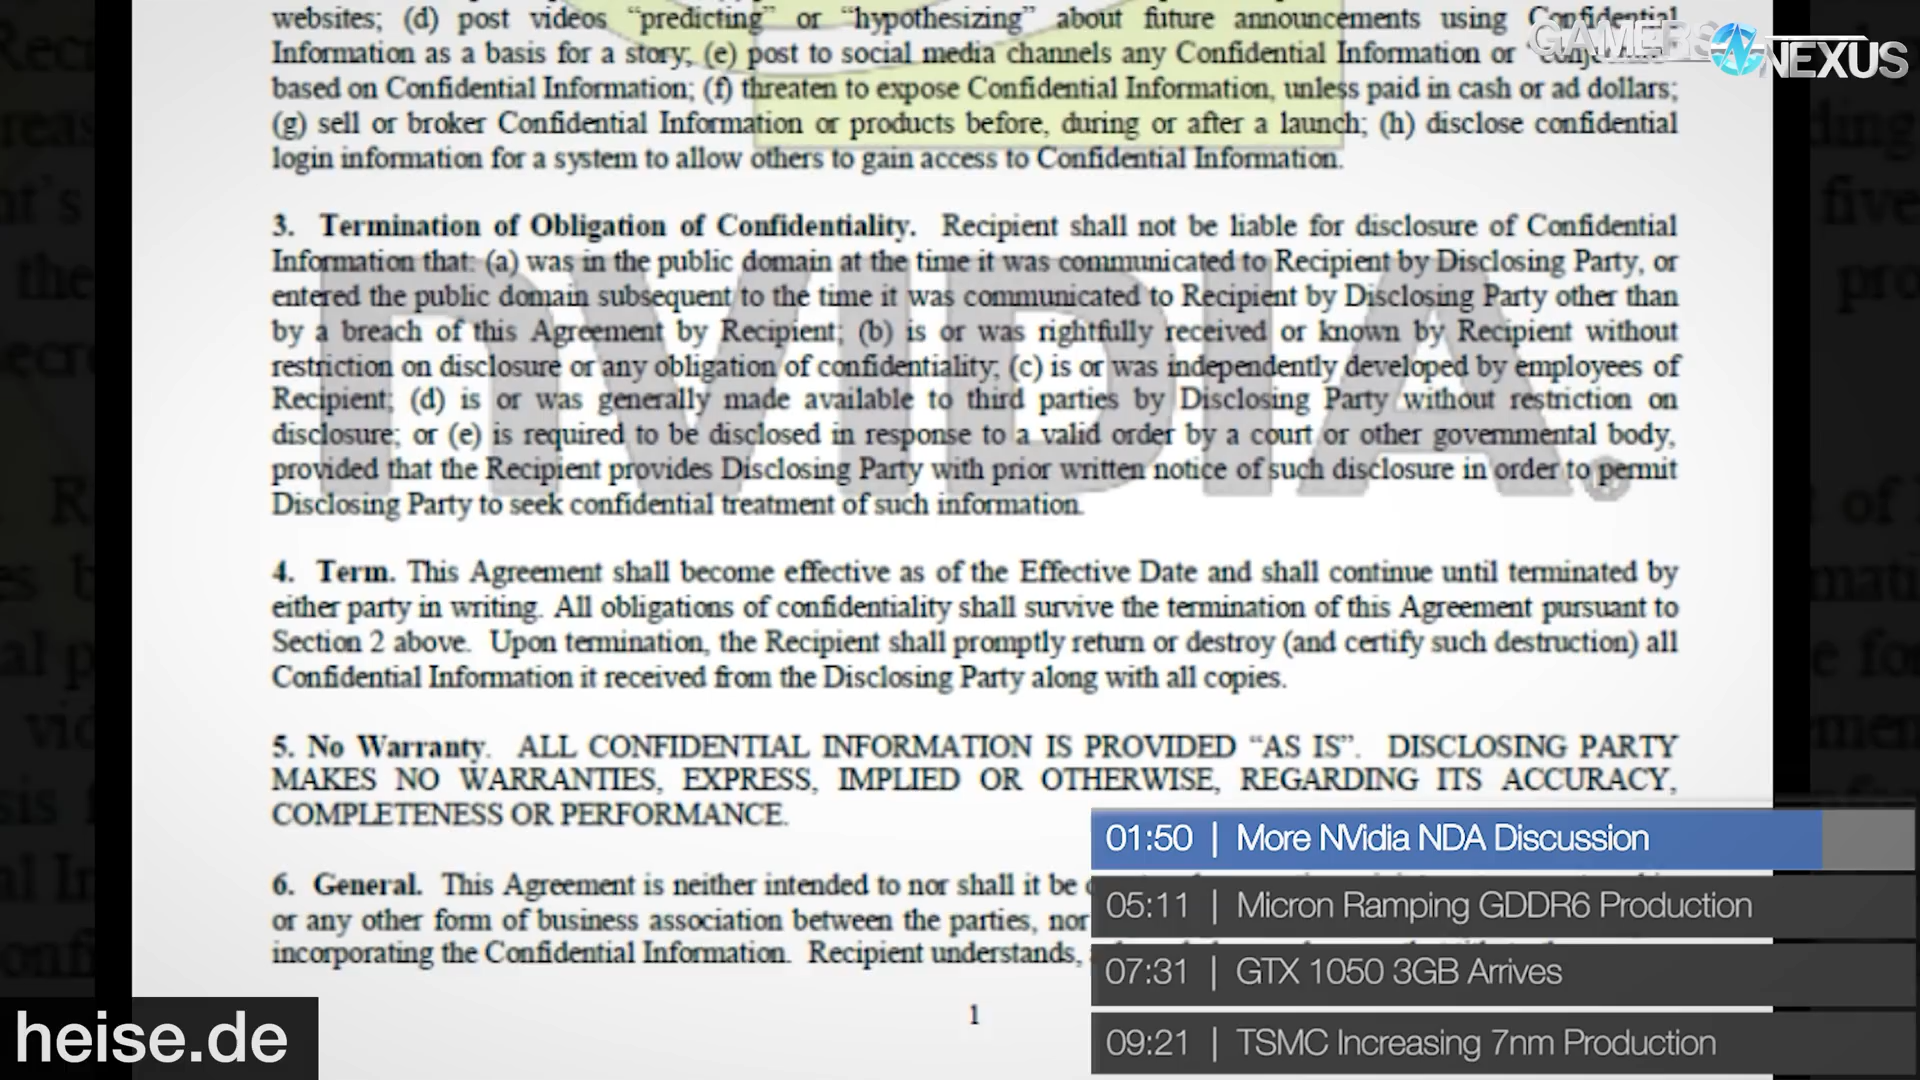 websites; (d) post videos “predicting” or “hypothesizing” about future announcements using Confidential
Information as a basis for a story; (e) post to social media channels any Confidential Information or
based on Confidential Information; (f) threaten to expose Confidential Information, unless paid in cash or ad dollars;
(g) sell or broker Confidential Information or products before, during or after a launch; (h) disclose confidential
login information for a system to allow others to gain access to Confidential Information.
GAMERS NEXUS
3. Termination of Obligation of Confidentiality. Recipient shall not be liable for disclosure of Confidential
Information that: (a) was in the public domain at the time it was communicated to Recipient by Disclosing Party, or
entered the public domain subsequent to the time it was communicated to Recipient by Disclosing Party other than
by a breach of this Agreement by Recipient; (b) is or was rightfully received or known by Recipient without
restriction on disclosure or any obligation of confidentiality; (c) is or was independently developed by employees of
Recipient; (d) is or was generally made available to third parties by Disclosing Party without restriction on
disclosure; or (e) is required to be disclosed in response to a valid order by a court or other governmental body,
provided that the Recipient provides Disclosing Party with prior written notice of such disclosure in order to permit
Disclosing Party to seek confidential treatment of such information.
nVIDIA.
4. Term. This Agreement shall become effective as of the Effective Date and shall continue until terminated by
either party in writing. All obligations of confidentiality shall survive the termination of this Agreement pursuant to
Section 2 above. Upon termination, the Recipient shall promptly return or destroy (and certify such destruction) all
Confidential Information it received from the Disclosing Party along with all copies.
5. No Warranty. ALL CONFIDENTIAL INFORMATION IS PROVIDED “AS IS”. DISCLOSING PARTY
MAKES NO WARRANTIES, EXPRESS, IMPLIED OR OTHERWISE, REGARDING ITS ACCURACY,
COMPLETENESS OR PERFORMANCE.
6. General. This Agreement is neither intended to nor shall it be
or any other form of business association between the parties, nor
incorporating the Confidential Information. Recipient understands,
1
01:50 | More NVidia NDA Discussion
05:11 | Micron Ramping GDDR6 Production
07:31 | GTX 1050 3GB Arrives
09:21 | TSMC Increasing 7nm Production
heise.de